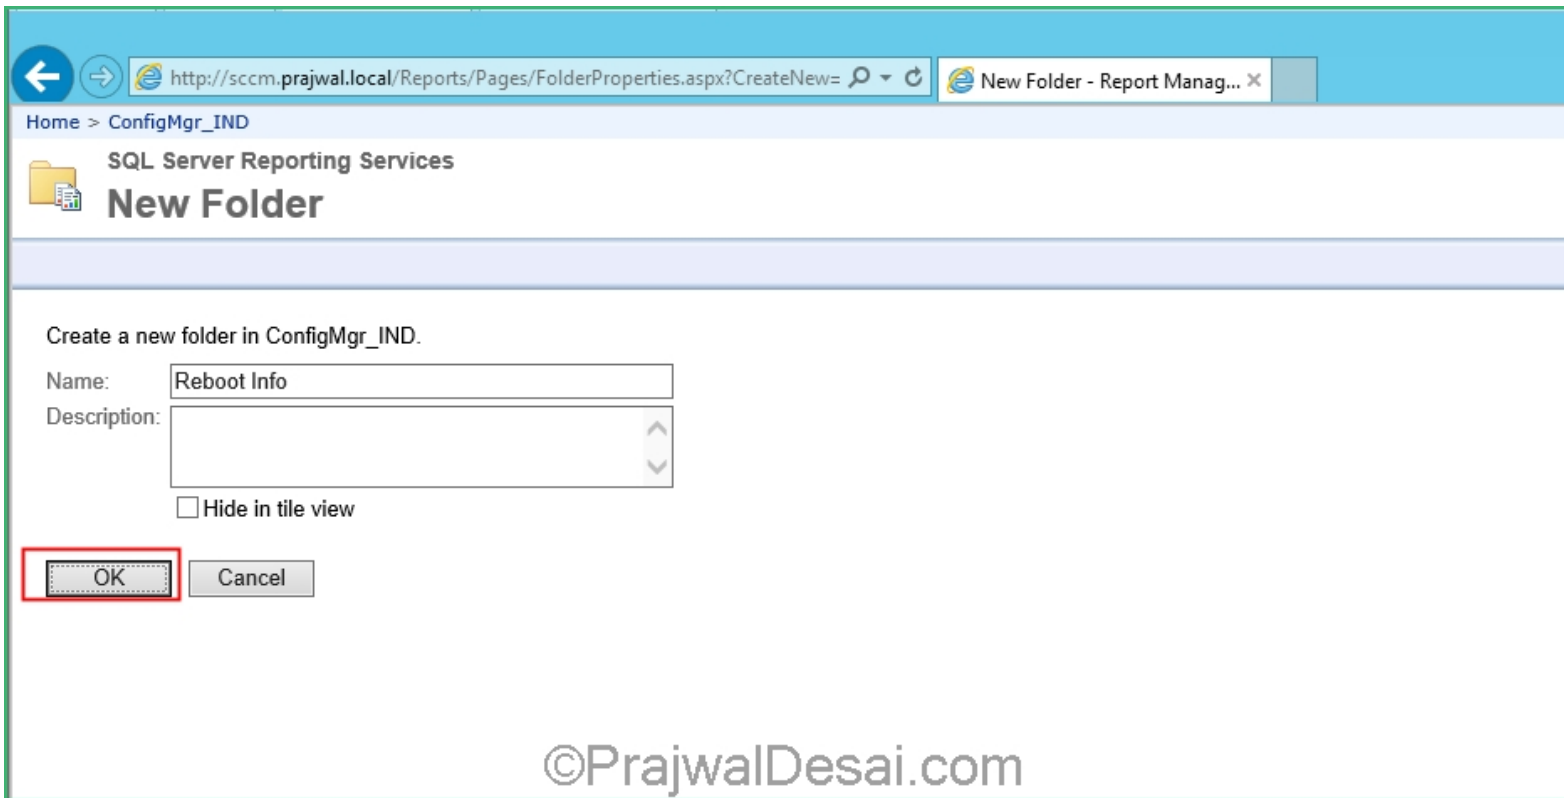 http://sccm.prajwal.local/Reports/Pages/FolderProperties.aspx?CreateNew=
New Folder - Report Manag...
Home > ConfigMgr_IND
SQL Server Reporting Services
New Folder
Create a new folder in ConfigMgr_IND.
Name: Reboot Info
Description:
Hide in tile view
OK Cancel
©PrajwalDesai.com